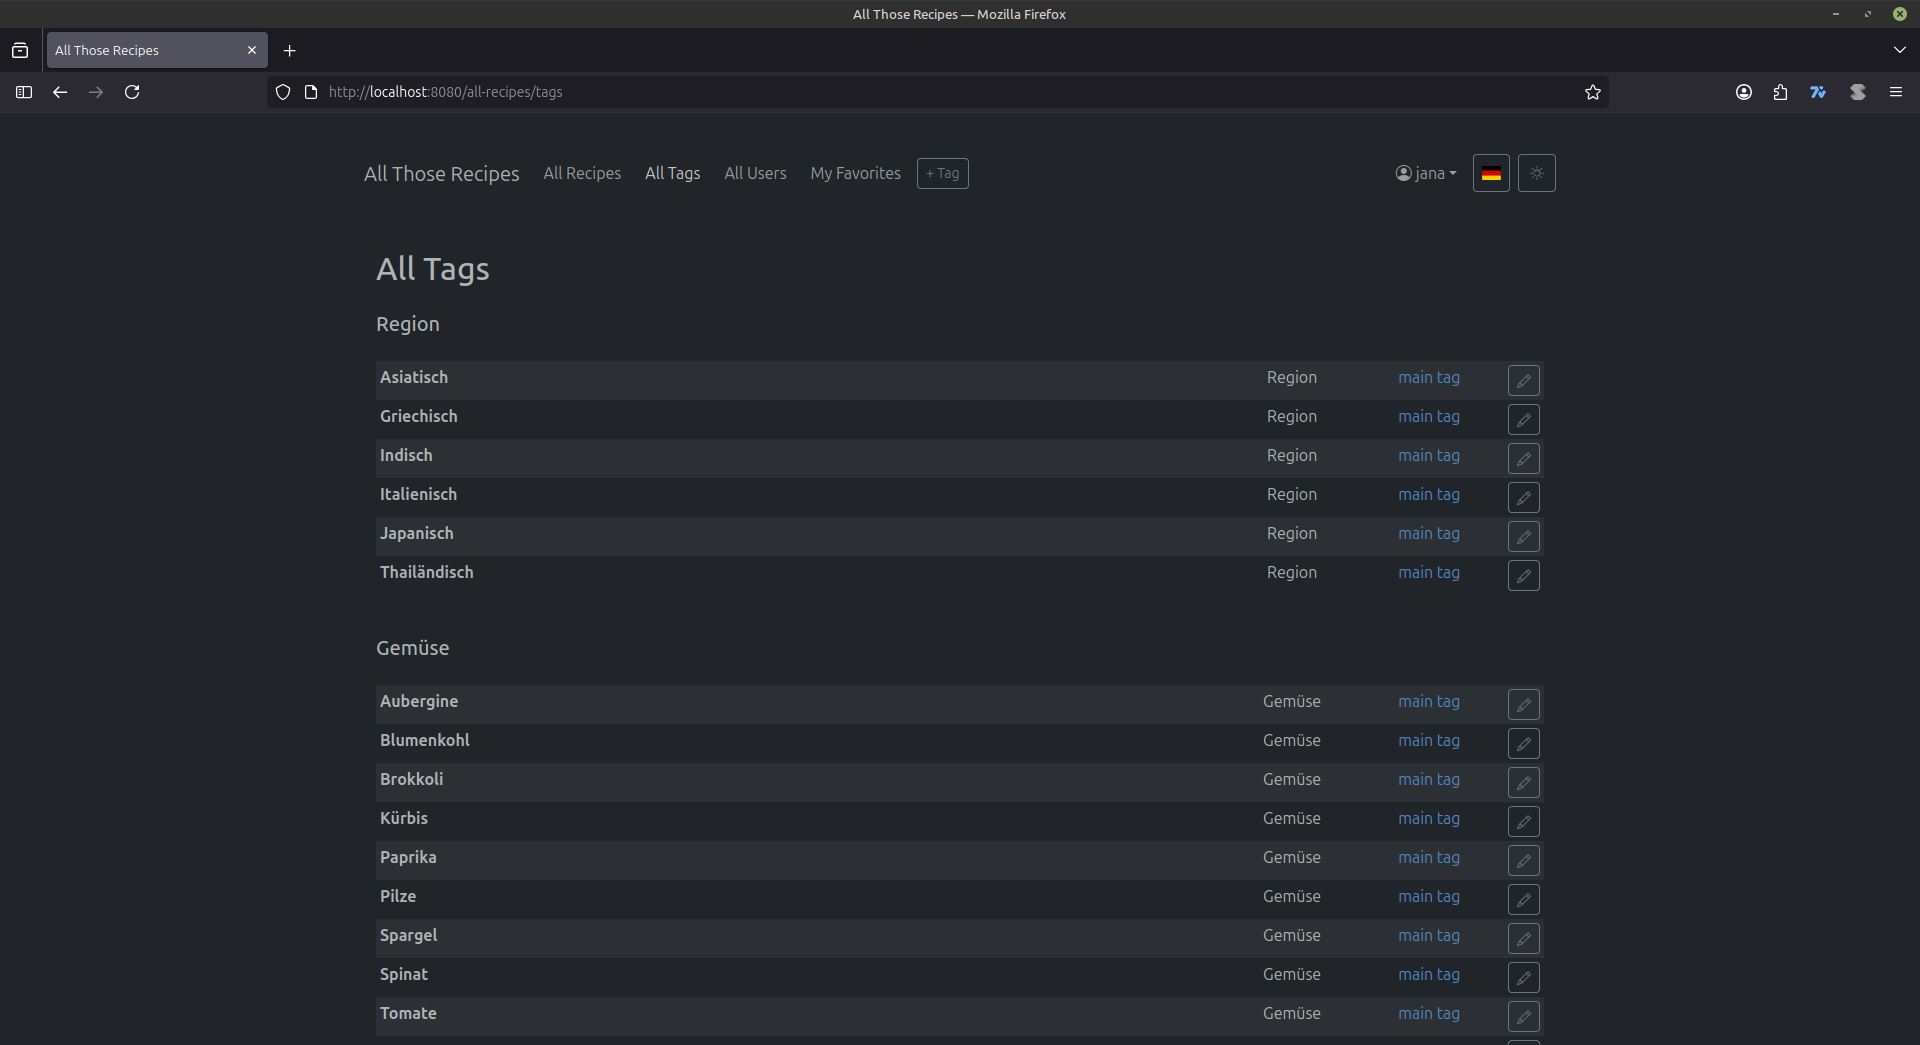 All Those Recipes — Mozilla Firefox
All Those Recipes
http://localhost:8080/all-recipes/tags
All Those Recipes All Recipes All Tags All Users My Favorites + Tag jana
All Tags
Region
Asiatisch Region main tag
Griechisch Region main tag
Indisch Region main tag
Italienisch Region main tag
Japanisch Region main tag
Thailändisch Region main tag
Gemüse
Aubergine Gemüse main tag
Blumenkohl Gemüse main tag
Brokkoli Gemüse main tag
Kürbis Gemüse main tag
Paprika Gemüse main tag
Pilze Gemüse main tag
Spargel Gemüse main tag
Spinat Gemüse main tag
Tomate Gemüse main tag